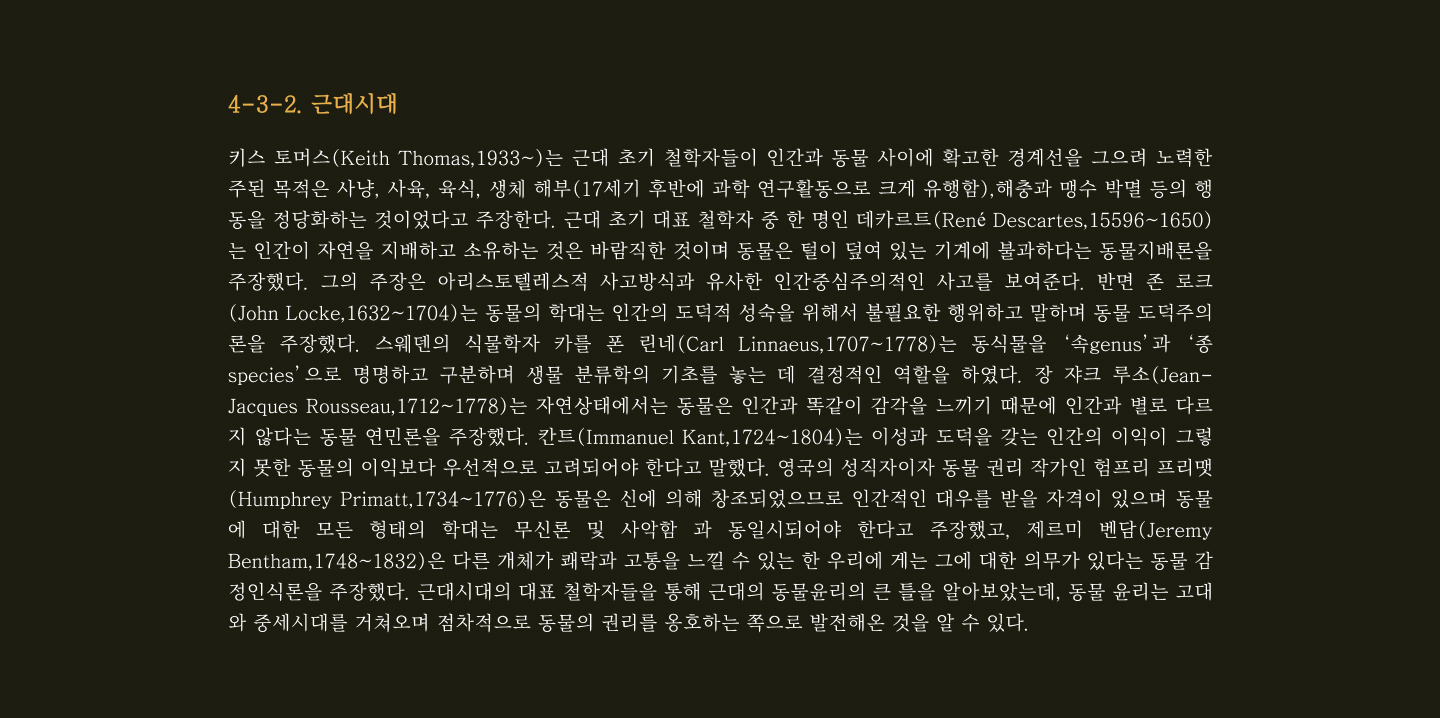 4-3-2. 근대시대
키스 토머스(Keith Thomas,1933~)는 근대 초기 철학자들이 인간과 동물 사이에 확고한 경계선을 그으려 노력한
주된 목적은 사냥, 사육, 육식, 생체 해부(17세기 후반에 과학 연구활동으로 크게 유행함),해충과 맹수 박멸 등의 행
동을 정당화하는 것이었다고 주장한다. 근대 초기 대표 철학자 중 한 명인 데카르트(René Descartes,15596~1650)
는 인간이 자연을 지배하고 소유하는 것은 바람직한 것이며 동물은 털이 덮여 있는 기계에 불과하다는 동물지배론을
주장했다. 그의 주장은 아리스토텔레스적 사고방식과 유사한 인간중심주의적인 사고를 보여준다. 반면 존 로크
(John Locke,1632~1704)는 동물의 학대는 인간의 도덕적 성숙을 위해서 불필요한 행위하고 말하며 동물 도덕주의
론을 주장했다. 스웨덴의 식물학자 카를 폰 린네(Carl Linnaeus,1707~1778)는 동식물을 ‘속genus’과 ‘종
species’으로 명명하고 구분하며 생물 분류학의 기초를 놓는 데 결정적인 역할을 하였다. 장 쟈크 루소(Jean-
Jacques Rousseau,1712~1778)는 자연상태에서는 동물은 인간과 똑같이 감각을 느끼기 때문에 인간과 별로 다르
지 않다는 동물 연민론을 주장했다. 칸트(Immanuel Kant,1724~1804)는 이성과 도덕을 갖는 인간의 이익이 그렇
지 못한 동물의 이익보다 우선적으로 고려되어야 한다고 말했다. 영국의 성직자이자 동물 권리 작가인 험프리 프리맷
(Humphrey Primatt,1734~1776)은 동물은 신에 의해 창조되었으므로 인간적인 대우를 받을 자격이 있으며 동물
에 대한 모든 형태의 학대는 무신론 및 사악함 과 동일시되어야 한다고 주장했고, 제르미 벤담(Jeremy
Bentham,1748~1832)은 다른 개체가 쾌락과 고통을 느낄 수 있는 한 우리에 게는 그에 대한 의무가 있다는 동물 감
정인식론을 주장했다. 근대시대의 대표 철학자들을 통해 근대의 동물윤리의 큰 틀을 알아보았는데, 동물 윤리는 고대
와 중세시대를 거쳐오며 점차적으로 동물의 권리를 옹호하는 쪽으로 발전해온 것을 알 수 있다.